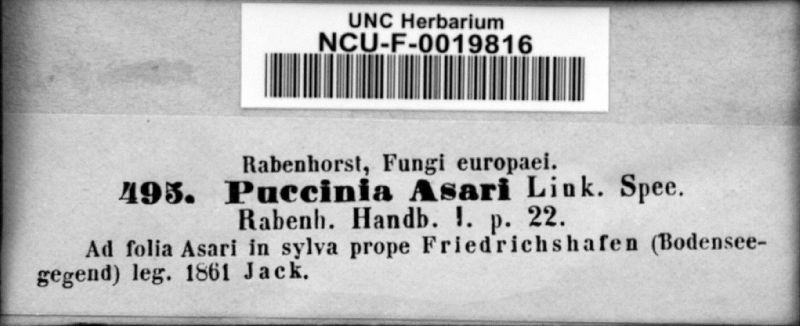 UNC Herbarium
NCU-F-0019816
Rabenhorst, Fungi europaei.
495. Puccinia Asari Link. Spec.
Rabenh. Handb. I. p. 22.
Ad folia Asari in sylva prope Friedrichshafen (Bodensee-
gegend) leg. 1861 Jack.